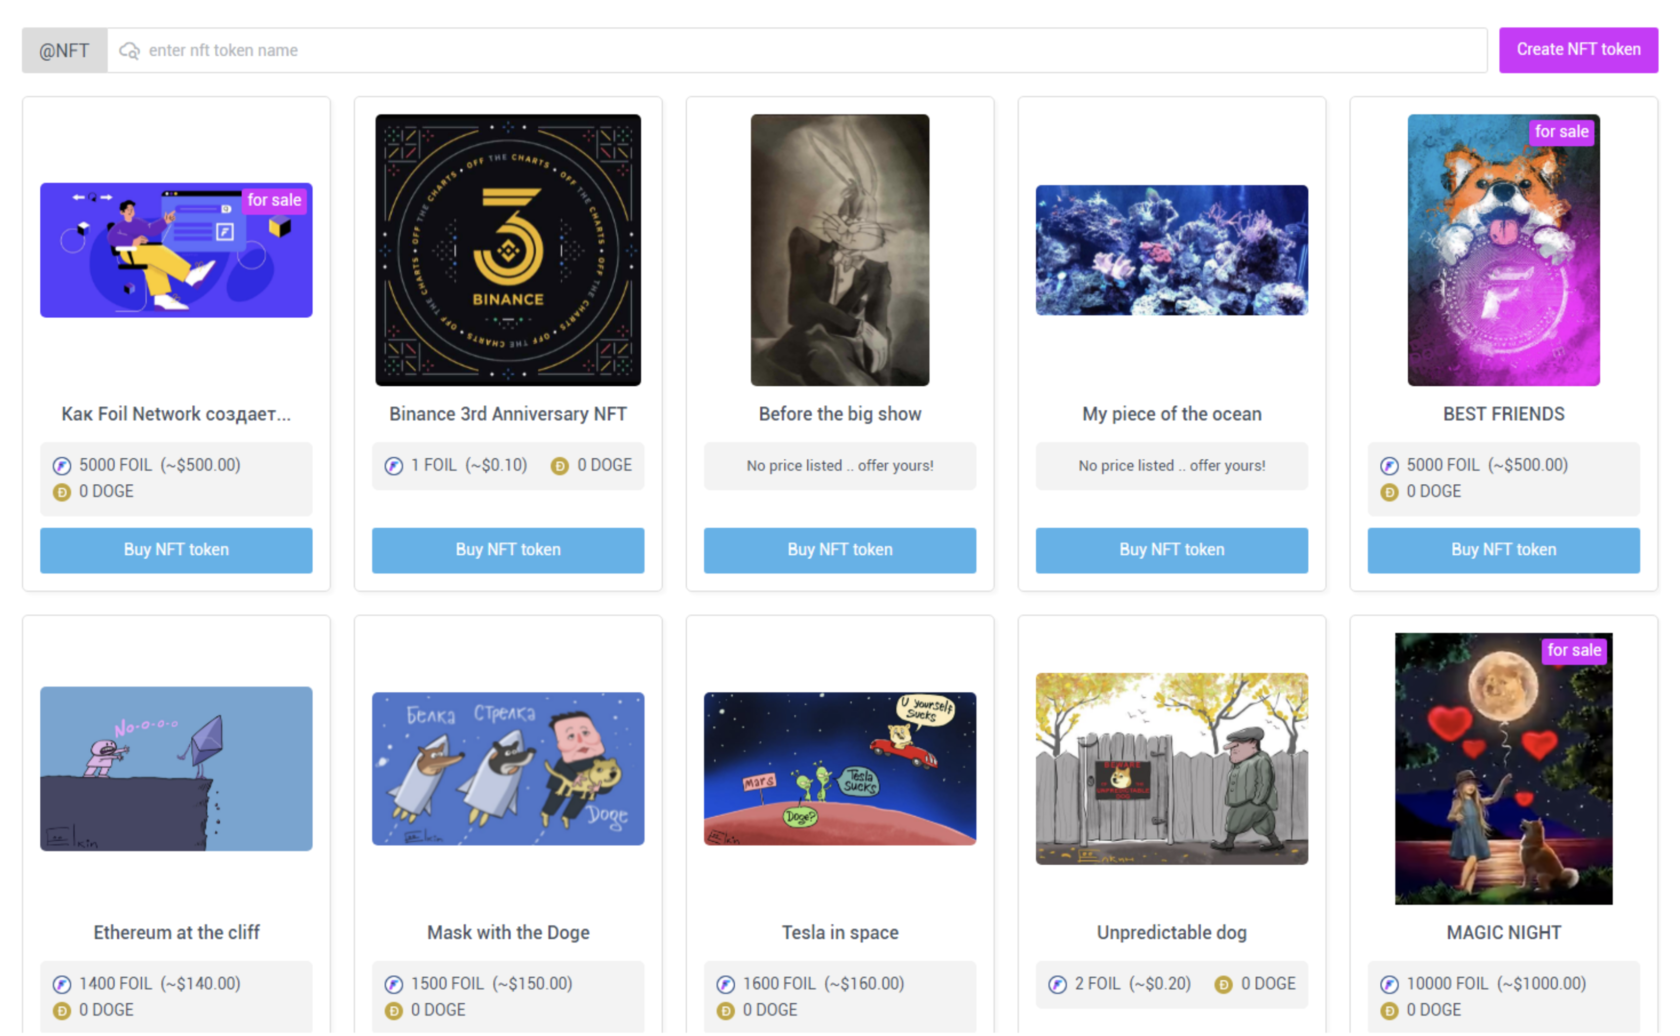 @NFT enter nft token name Create NFT token
for sale
OFF THE CHARTS • OFF THE CHARTS • OFF THE CHARTS • OFF THE CHARTS
3
BINANCE
for sale
Как Foil Network создает...
Binance 3rd Anniversary NFT
Before the big show
My piece of the ocean
BEST FRIENDS
5000 FOIL (~$500.00)
0 DOGE
1 FOIL (~$0.10) 0 DOGE
No price listed .. offer yours!
No price listed .. offer yours!
5000 FOIL (~$500.00)
0 DOGE
Buy NFT token
Buy NFT token
Buy NFT token
Buy NFT token
Buy NFT token
No-o-o-o-o
Белка Стрелка
Doge
U yourself
sucks
Mars
Tesla
Sucks
Doge?
BEWARE
UNPREDICTABLE
DOG
for sale
Ethereum at the cliff
Mask with the Doge
Tesla in space
Unpredictable dog
MAGIC NIGHT
1400 FOIL (~$140.00)
0 DOGE
1500 FOIL (~$150.00)
0 DOGE
1600 FOIL (~$160.00)
0 DOGE
2 FOIL (~$0.20) 0 DOGE
10000 FOIL (~$1000.00)
0 DOGE